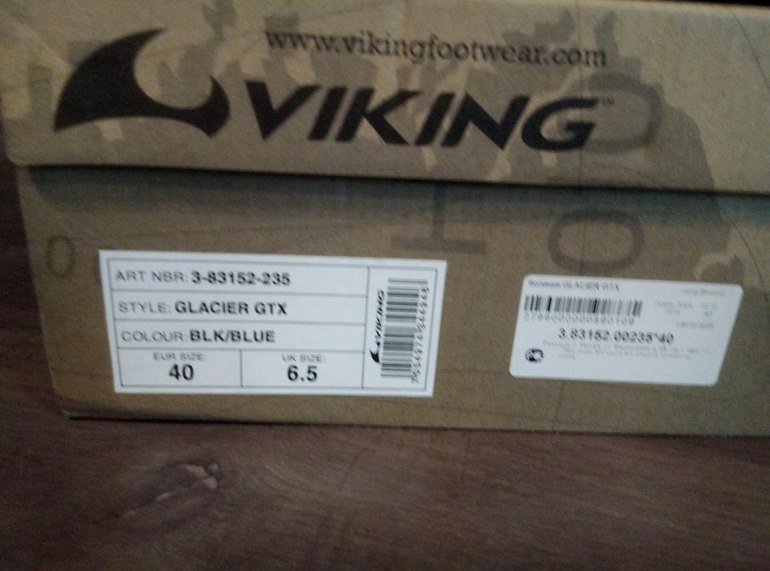 www.vikingfootwear.com
VIKING™
ART NBR: 3-83152-235
STYLE: GLACIER GTX
COLOUR: BLK/BLUE
EUR SIZE: 40
UK SIZE: 6.5
VIKING
GLACIER GTX
3.83152.00235*40